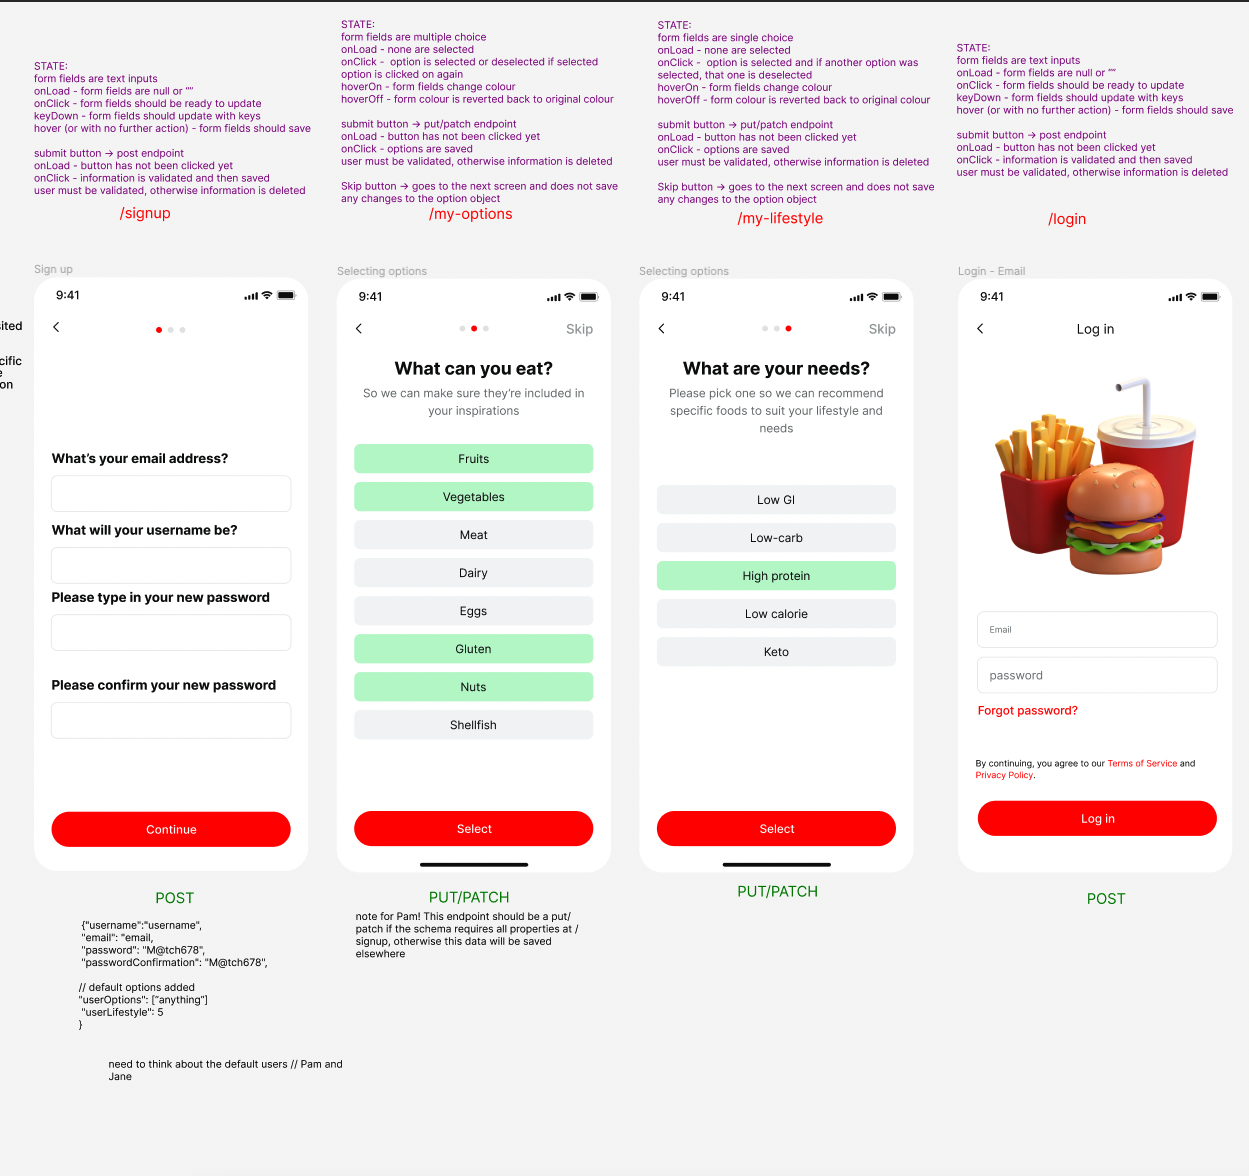 STATE:
form fields are text inputs
onLoad - form fields are null or “”
onClick - form fields should be ready to update
keyDown - form fields should update with keys
hover (or with no further action) - form fields should save
submit button → post endpoint
onLoad - button has not been clicked yet
onClick - information is validated and then saved
user must be validated, otherwise information is deleted
/signup
STATE:
form fields are multiple choice
onLoad - none are selected
onClick - option is selected or deselected if selected
option is clicked on again
hoverOn - form fields change colour
hoverOff - form colour is reverted back to original colour
submit button → put/patch endpoint
onLoad - button has not been clicked yet
onClick - options are saved
user must be validated, otherwise information is deleted
Skip button → goes to the next screen and does not save
any changes to the option object
/my-options
STATE:
form fields are single choice
onLoad - none are selected
onClick - option is selected and if another option was
selected, that one is deselected
hoverOn - form fields change colour
hoverOff - form colour is reverted back to original colour
submit button → put/patch endpoint
onLoad - button has not been clicked yet
onClick - options are saved
user must be validated, otherwise information is deleted
Skip button → goes to the next screen and does not save
any changes to the option object
/my-lifestyle
STATE:
form fields are text inputs
onLoad - form fields are null or “”
onClick - form fields should be ready to update
keyDown - form fields should update with keys
hover (or with no further action) - form fields should save
submit button → post endpoint
onLoad - button has not been clicked yet
onClick - information is validated and then saved
user must be validated, otherwise information is deleted
/login
Sign up
9:41
What’s your email address?
What will your username be?
Please type in your new password
Please confirm your new password
Continue
POST
{"username":"username",
"email": "email,
"password": "M@tch678",
"passwordConfirmation": "M@tch678",
// default options added
"userOptions": [“anything”]
"userLifestyle": 5
}
need to think about the default users // Pam and
Jane
Selecting options
9:41
Skip
What can you eat?
So we can make sure they’re included in
your inspirations
Fruits
Vegetables
Meat
Dairy
Eggs
Gluten
Nuts
Shellfish
Select
PUT/PATCH
note for Pam! This endpoint should be a put/
patch if the schema requires all properties at /
signup, otherwise this data will be saved
elsewhere
Selecting options
9:41
Skip
What are your needs?
Please pick one so we can recommend
specific foods to suit your lifestyle and
needs
Low GI
Low-carb
High protein
Low calorie
Keto
Select
PUT/PATCH
Login - Email
9:41
Log in
Email
password
Forgot password?
By continuing, you agree to our Terms of Service and
Privacy Policy.
Log in
POST